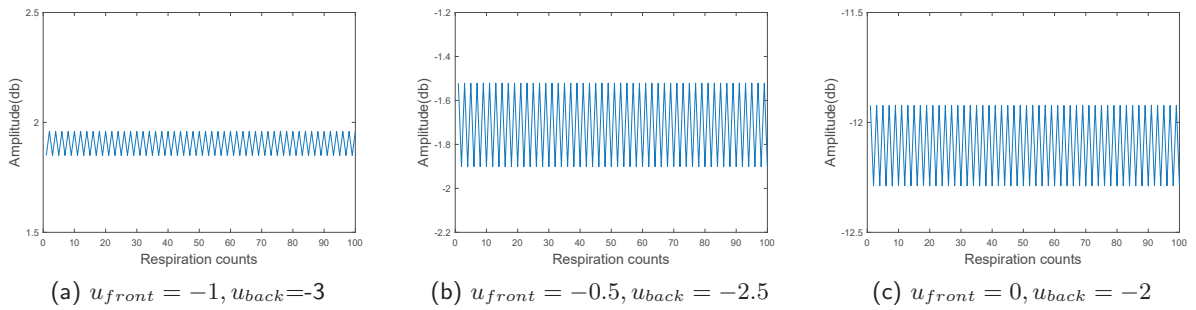 2.5
2
1.5
Amplitude(db)
0 10 20 30 40 50 60 70 80 90 100
Respiration counts
(a) u_front = −1, u_back=-3
-1.2
-1.4
-1.6
-1.8
-2
-2.2
Amplitude(db)
0 10 20 30 40 50 60 70 80 90 100
Respiration counts
(b) u_front = −0.5, u_back = −2.5
-11.5
-12
-12.5
Amplitude(db)
0 10 20 30 40 50 60 70 80 90 100
Respiration counts
(c) u_front = 0, u_back = −2